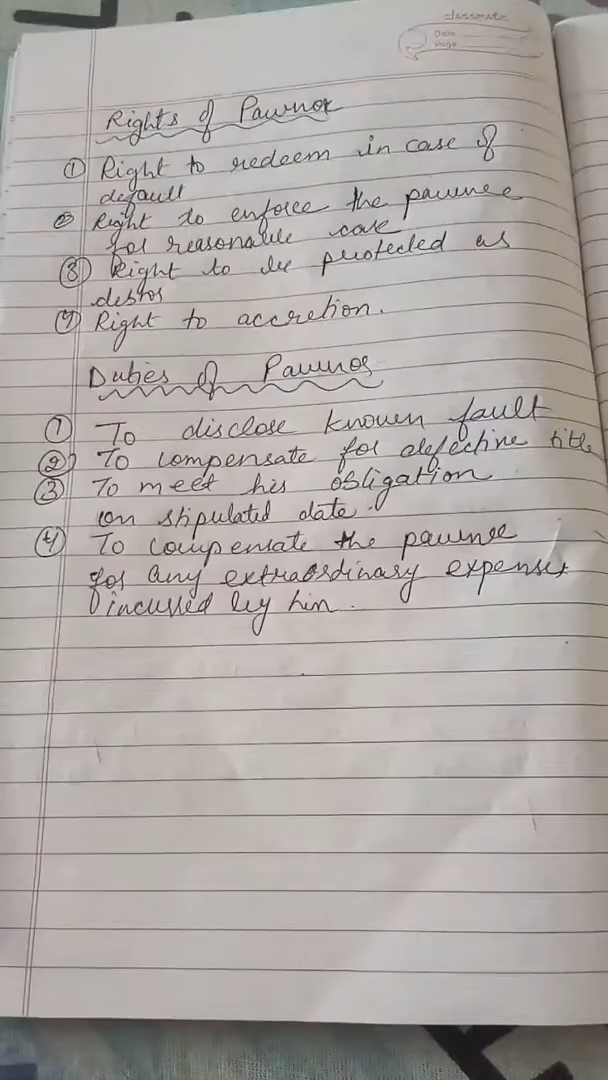 classmate
Date
Page
Rights of Pawnor
① Right to redeem in case of
default
② Right to enforce the pawnee
for reasonable care
③ Right to be protected as
debtor
④ Right to accretion.
Duties of Pawnor
① To disclose known fault
② To compensate for defective title
③ To meet his obligation
on stipulated date.
④ To compensate the pawnee
for any extraordinary expenses
incurred by him.